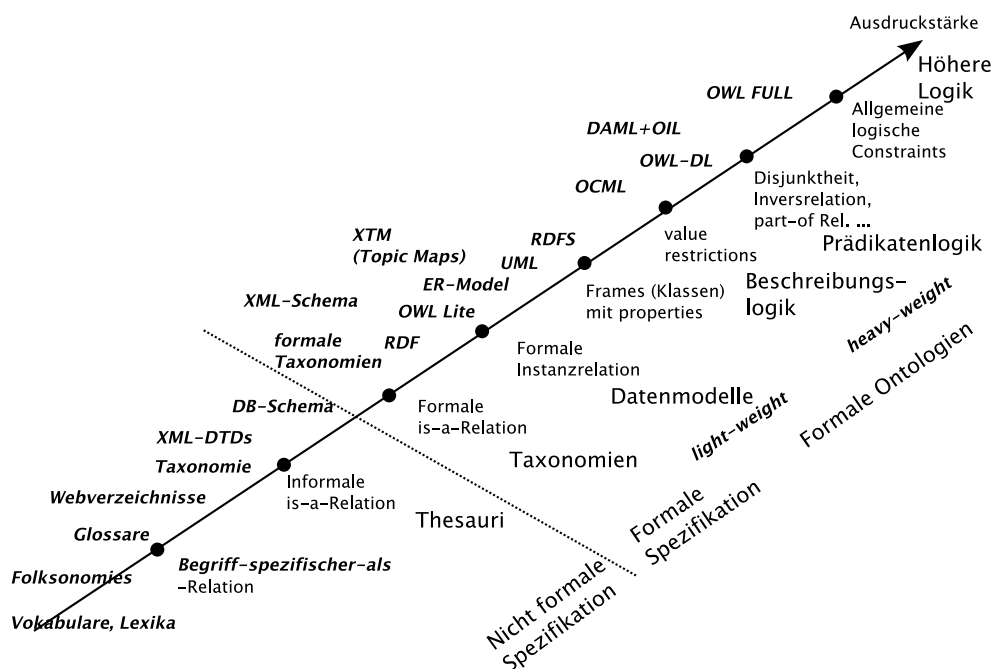 Ausdruckstärke
Höhere
Logik
OWL FULL
Allgemeine
logische
Constraints
DAML+OIL
OWL-DL
Disjunktheit,
Inversrelation,
part-of Rel. ...
OCML
Prädikatenlogik
value
restrictions
XTM
(Topic Maps)
RDFS
UML
Beschreibungs-
logik
ER-Model
Frames (Klassen)
mit properties
XML-Schema
OWL Lite
heavy-weight
formale
Taxonomien
RDF
Formale
Instanzrelation
Formale Ontologien
Datenmodelle
DB-Schema
Formale
is-a-Relation
light-weight
XML-DTDs
Taxonomie
Taxonomien
Informale
is-a-Relation
Webverzeichnisse
Thesauri
Formale
Spezifikation
Glossare
Begriff-spezifischer-als
-Relation
Folksonomies
Nicht formale
Spezifikation
Vokabulare, Lexika